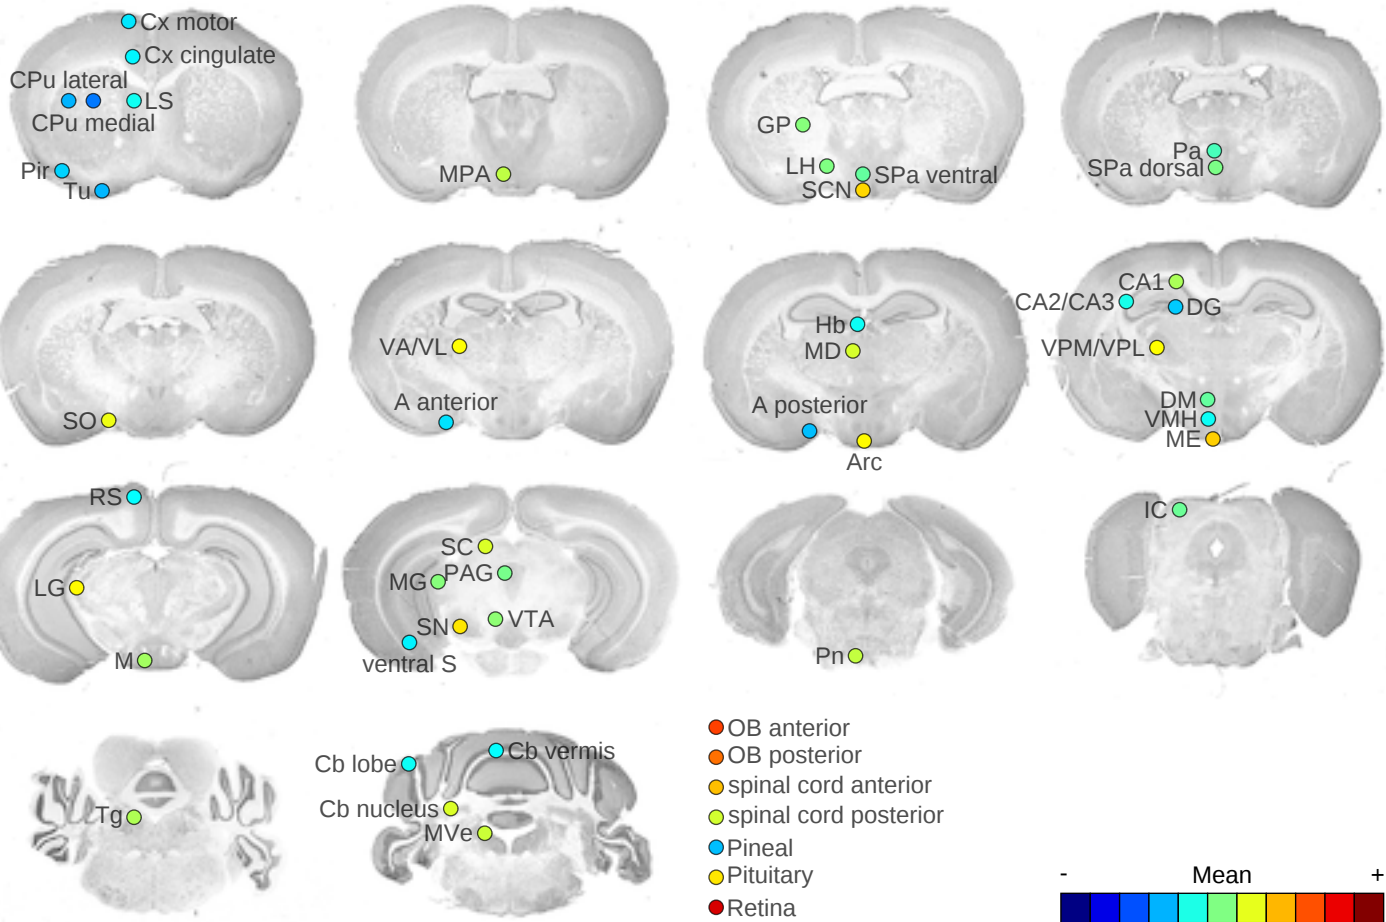 Cx motor
Cx cingulate
CPu lateral
LS
CPu medial
Pir
Tu
MPA
GP
LH
SPa ventral
SCN
Pa
SPa dorsal
SO
VA/VL
A anterior
Hb
MD
A posterior
Arc
CA1
CA2/CA3
DG
VPM/VPL
DM
VMH
ME
RS
LG
M
SC
MG
PAG
SN
VTA
ventral S
Pn
IC
Tg
Cb lobe
Cb vermis
Cb nucleus
MVe
OB anterior
OB posterior
spinal cord anterior
spinal cord posterior
Pineal
Pituitary
Retina
- Mean +